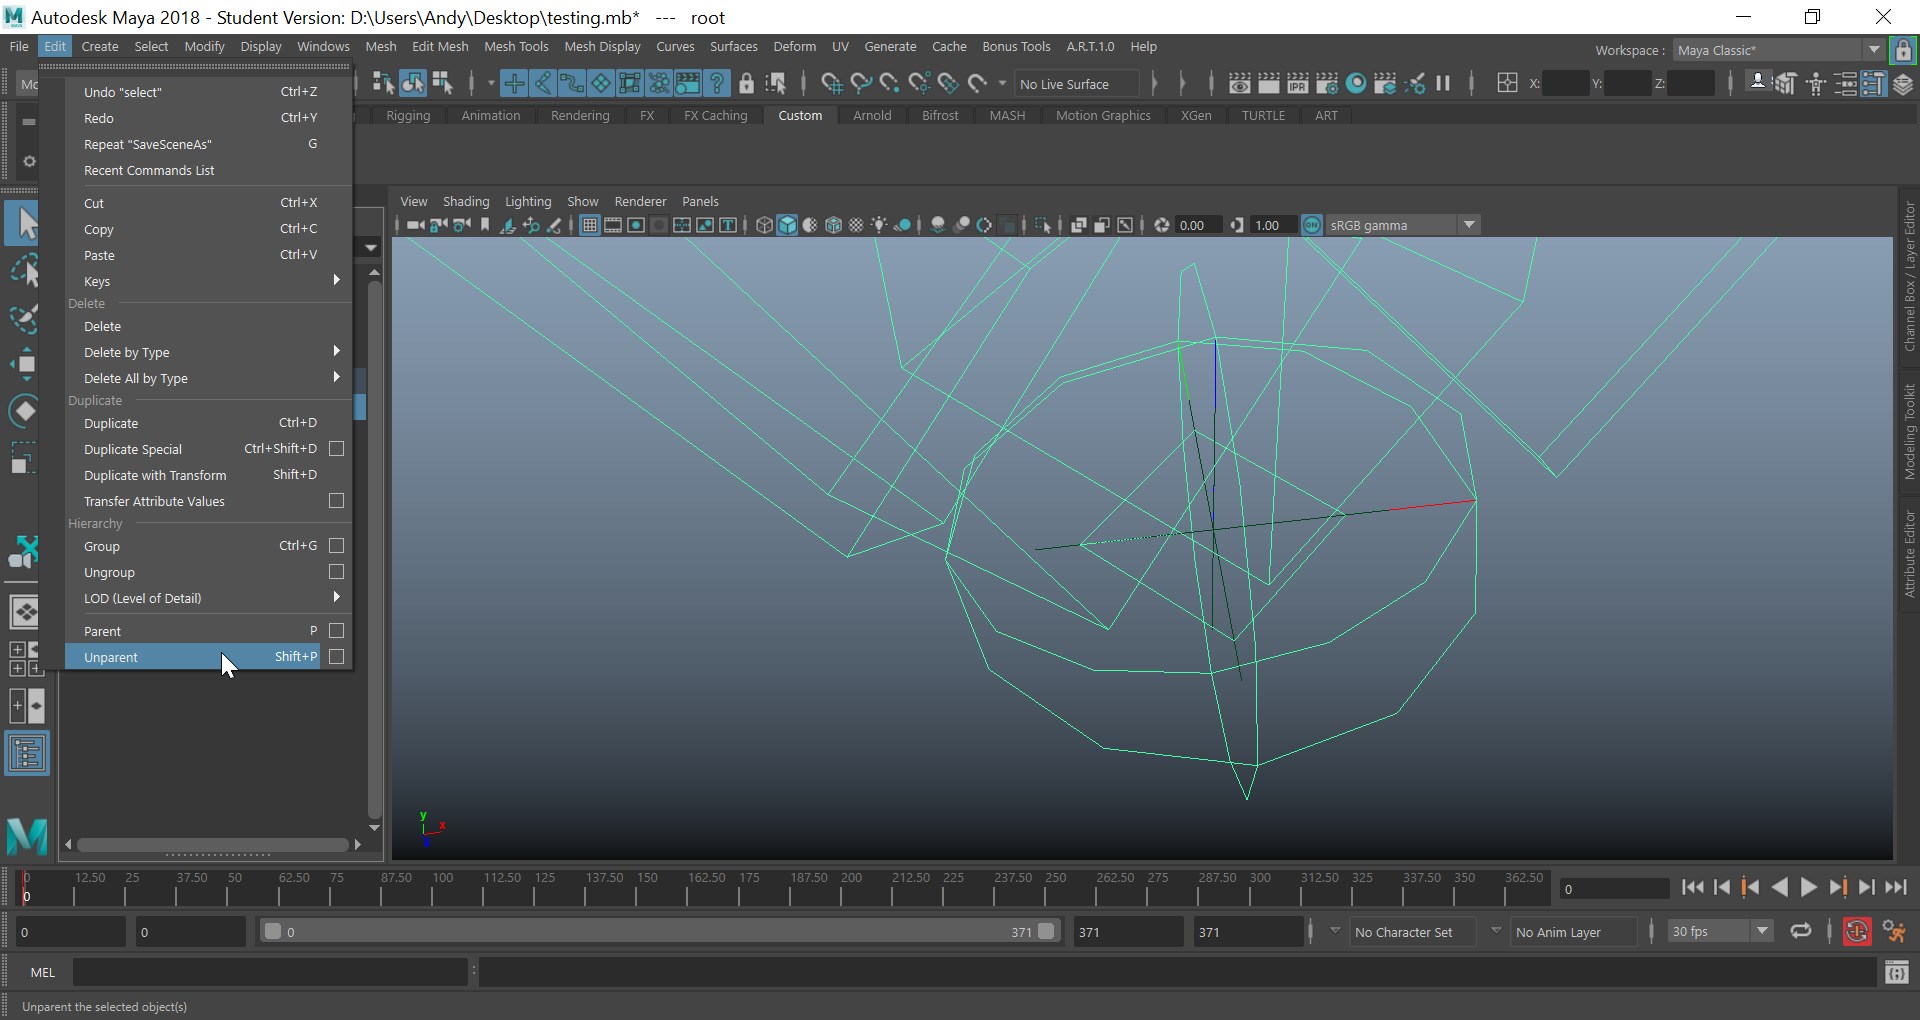 Autodesk Maya 2018 - Student Version: D:\Users\Andy\Desktop\testing.mb* --- root
File Edit Create Select Modify Display Windows Mesh Edit Mesh Mesh Tools Mesh Display Curves Surfaces Deform UV Generate Cache Bonus Tools A.R.T.1.0 Help
Workspace : Maya Classic*
No Live Surface
IPR
X: Y: Z:
Rigging Animation Rendering FX FX Caching Custom Arnold Bifrost MASH Motion Graphics XGen TURTLE ART
Undo "select" Ctrl+Z
Redo Ctrl+Y
Repeat "SaveSceneAs" G
Recent Commands List
Cut Ctrl+X
Copy Ctrl+C
Paste Ctrl+V
Keys
Delete
Delete
Delete by Type
Delete All by Type
Duplicate
Duplicate Ctrl+D
Duplicate Special Ctrl+Shift+D
Duplicate with Transform Shift+D
Transfer Attribute Values
Hierarchy
Group Ctrl+G
Ungroup
LOD (Level of Detail)
Parent P
Unparent Shift+P
View Shading Lighting Show Renderer Panels
0.00 1.00 ON sRGB gamma
y
x
Channel Box / Layer Editor
Modeling Toolkit
Attribute Editor
0 12.50 25 37.50 50 62.50 75 87.50 100 112.50 125 137.50 150 162.50 175 187.50 200 212.50 225 237.50 250 262.50 275 287.50 300 312.50 325 337.50 350 362.50
0
0
0 0 0 371 371 371 No Character Set No Anim Layer 30 fps
MEL
Unparent the selected object(s)